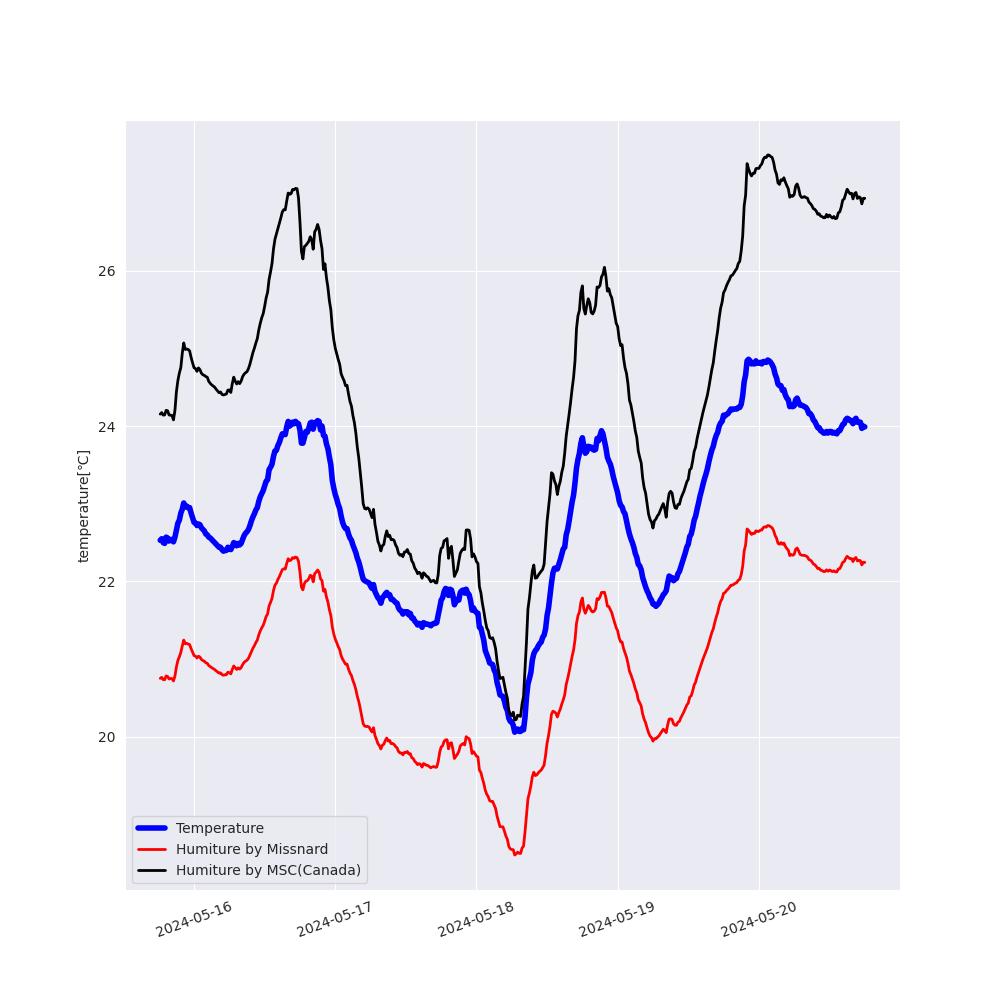 26
24
22
20
temperature[℃]
Temperature
Humiture by Missnard
Humiture by MSC(Canada)
2024-05-16
2024-05-17
2024-05-18
2024-05-19
2024-05-20